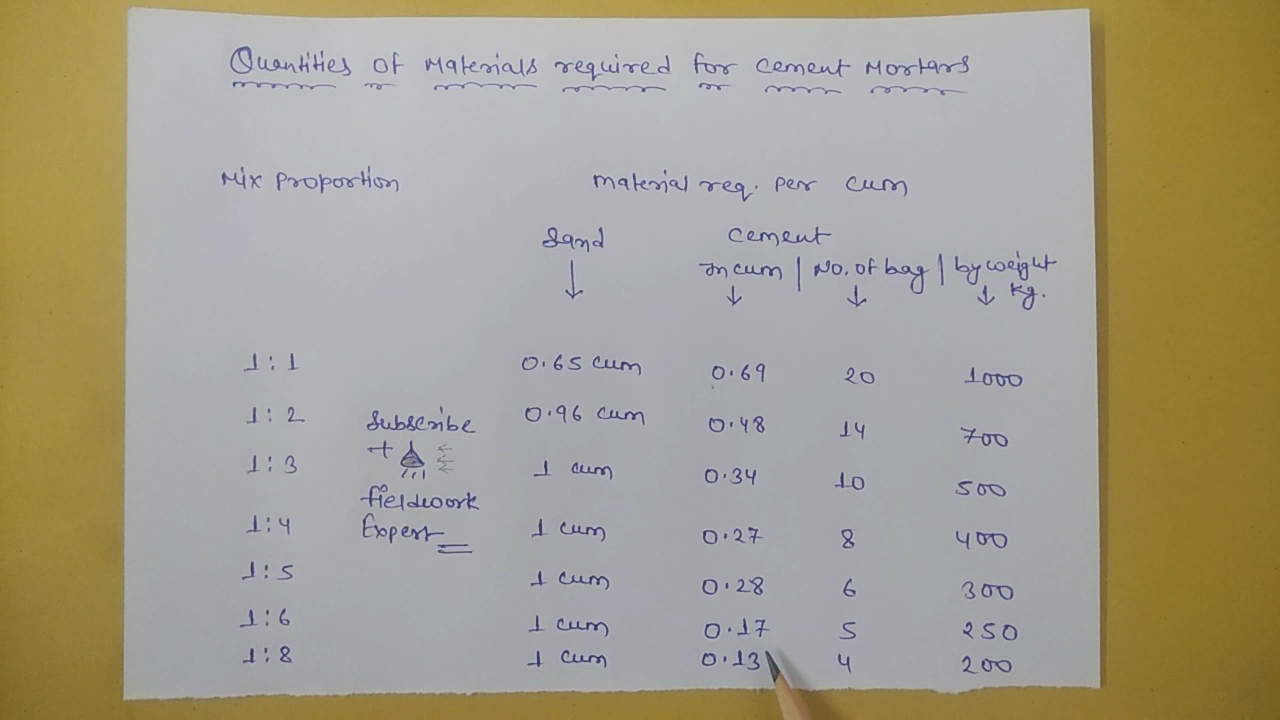 Quantities of Materials required for cement Mortars
Mix Proportion Material req. per cum
Sand cement
In cum | No. of bag | by weight
kg.
1:1 0.65 cum 0.69 20 1000
1:2 0.96 cum 0.48 14 700
Subscribe
+
1:3 1 cum 0.34 10 500
fieldwork
1:4 1 cum 0.27 8 400
Expert
1:5 1 cum 0.28 6 300
1:6 1 cum 0.17 5 250
1:8 1 cum 0.13 4 200